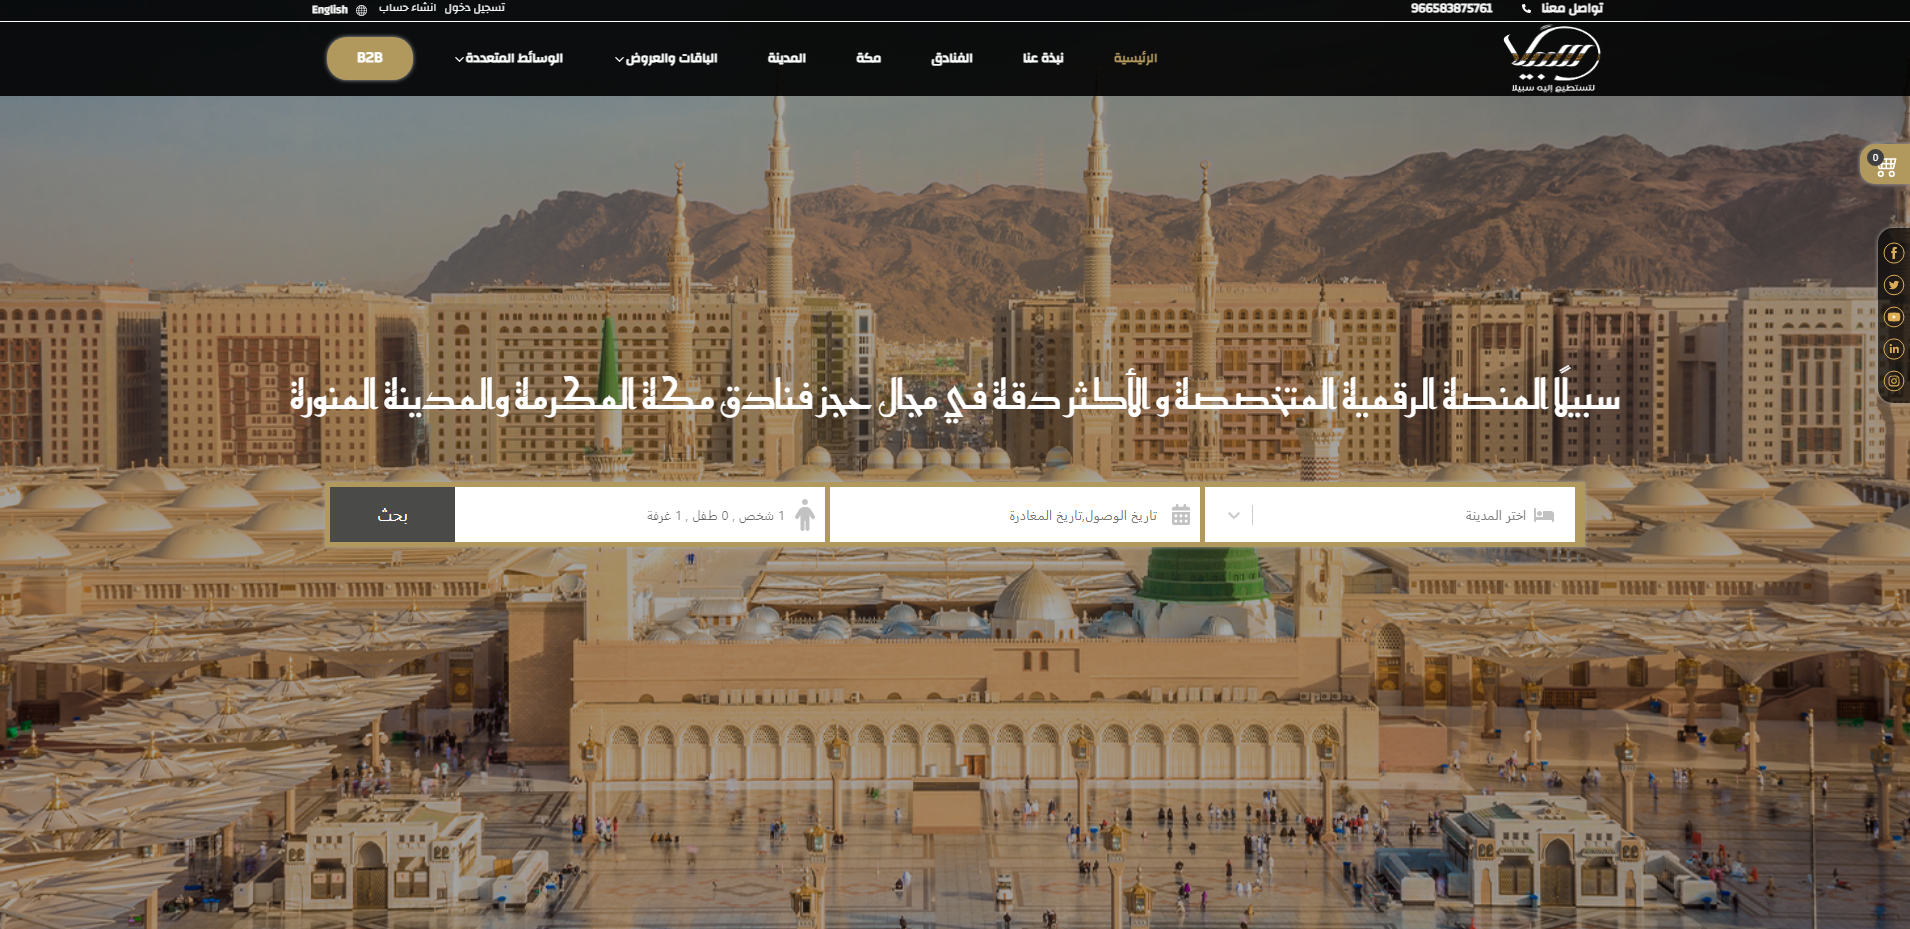 تواصل معنا 966583875761
تسجيل دخول انشاء حساب English
سبيلا
لتستطيع إليه سبيلا
الرئيسية نبذة عنا الفنادق مكة المدينة الباقات والعروض الوسائط المتعددة B2B
0
سبيلًا المنصة الرقمية المتخصصة و الأكثر دقة في مجال حجز فنادق مكة المكرمة والمدينة المنورة
اختر المدينة تاريخ الوصول,تاريخ المغادرة 1 شخص , 0 طفل , 1 غرفة بحث